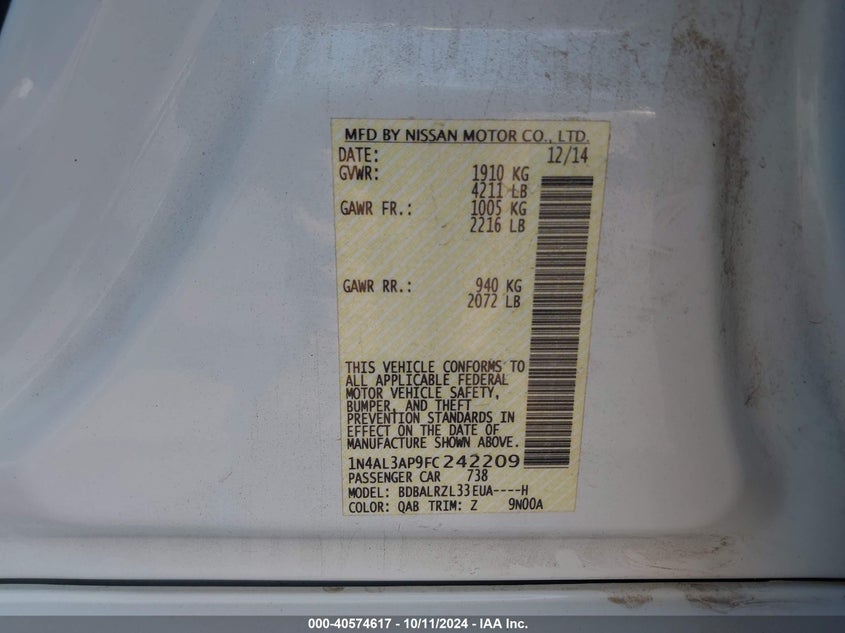 MFD BY NISSAN MOTOR CO., LTD.
DATE: 12/14
GVWR: 1910 KG
4211 LB
GAWR FR.: 1005 KG
2216 LB
GAWR RR.: 940 KG
2072 LB
THIS VEHICLE CONFORMS TO
ALL APPLICABLE FEDERAL
MOTOR VEHICLE SAFETY,
BUMPER, AND THEFT
PREVENTION STANDARDS IN
EFFECT ON THE DATE OF
MANUFACTURE SHOWN ABOVE.
1N4AL3AP9FC242209
PASSENGER CAR 738
MODEL: BDBALRZL33EUA----H
COLOR: QAB TRIM: Z 9N00A
000-40574617 - 10/11/2024 - IAA Inc.